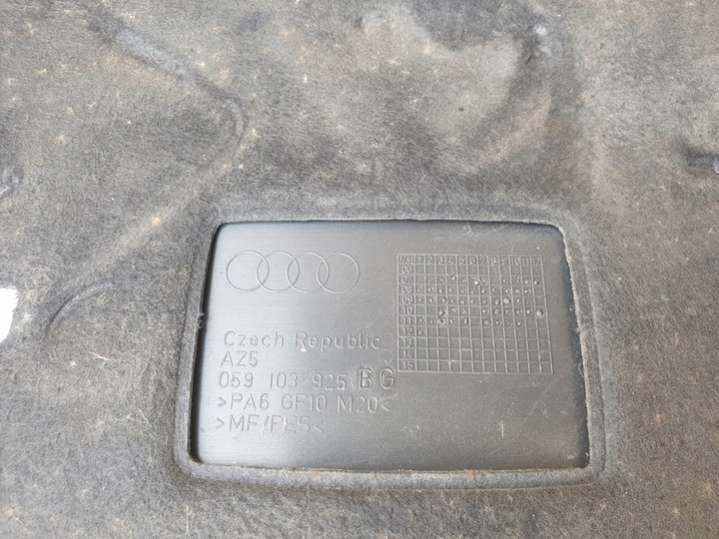 Czech Republic
AZ5
059 103 925 BG
>PA6 GF10 M20<
>MF/PES<